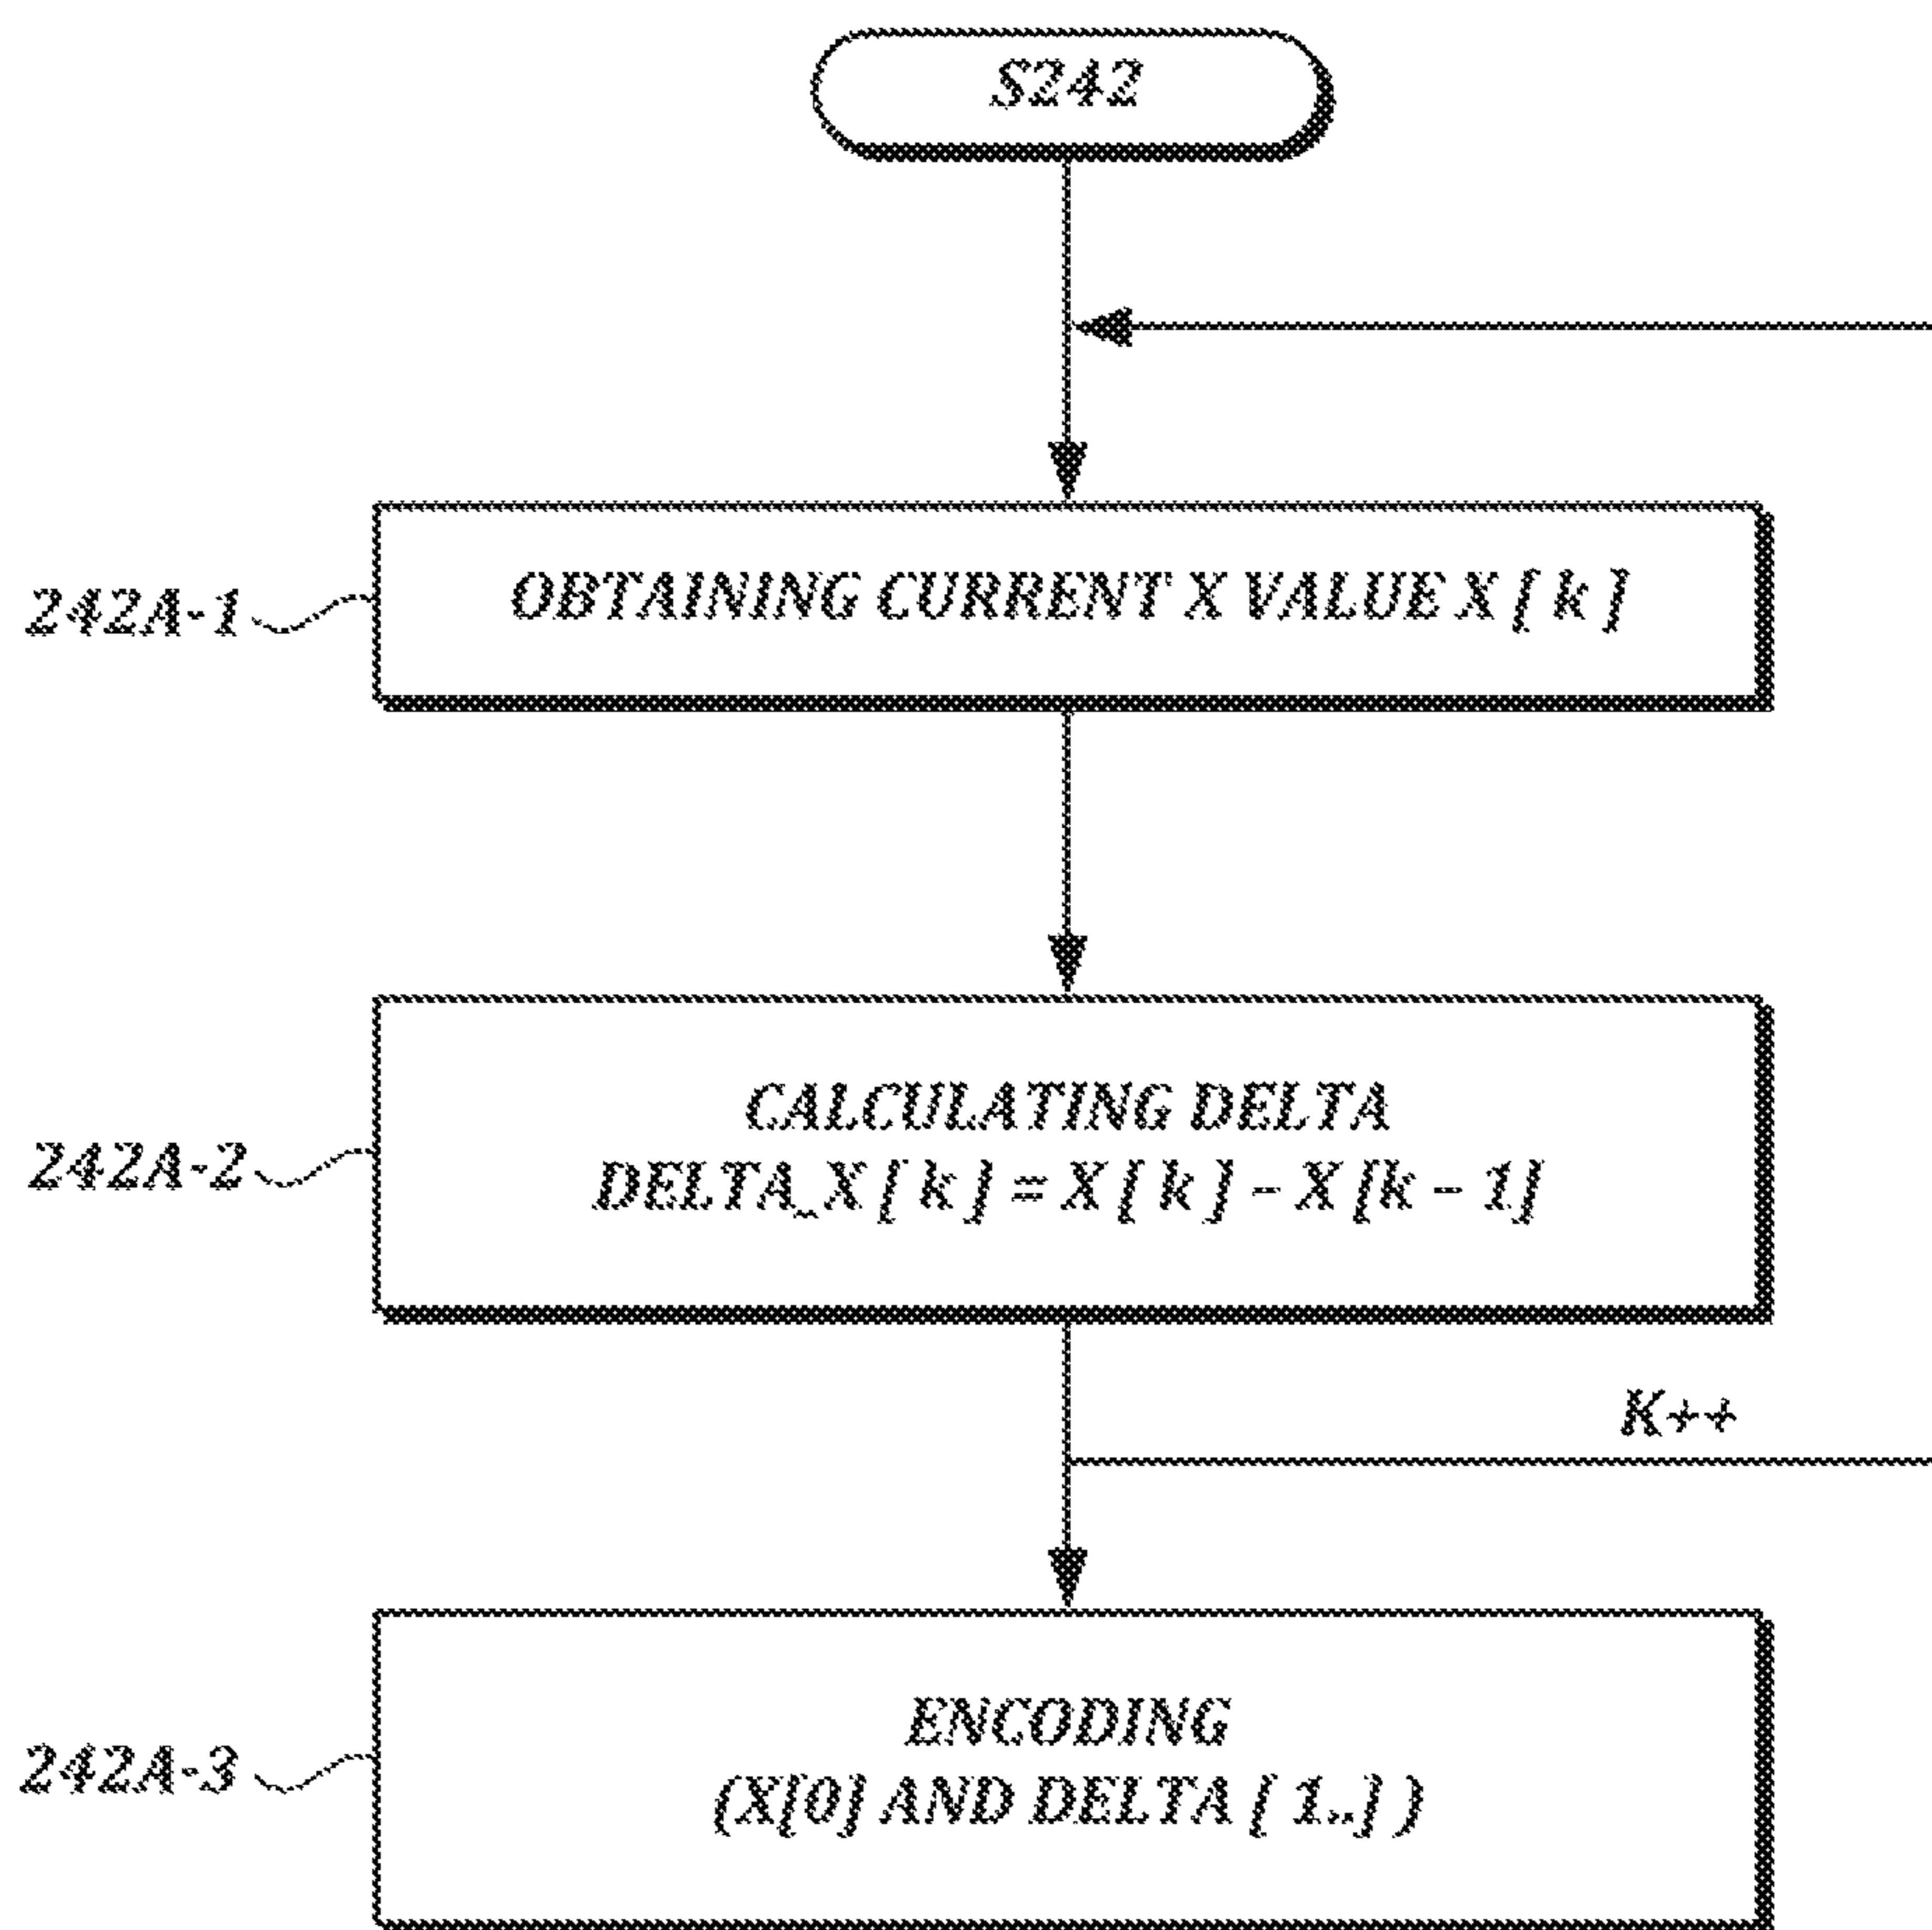 S242
242A-1
OBTAINING CURRENT X VALUE X [ k ]
242A-2
CALCULATING DELTA
DELTA_X [ k ] = X [ k ] – X [k – 1]
K++
242A-3
ENCODING
(X[0] AND DELTA [ 1..] )